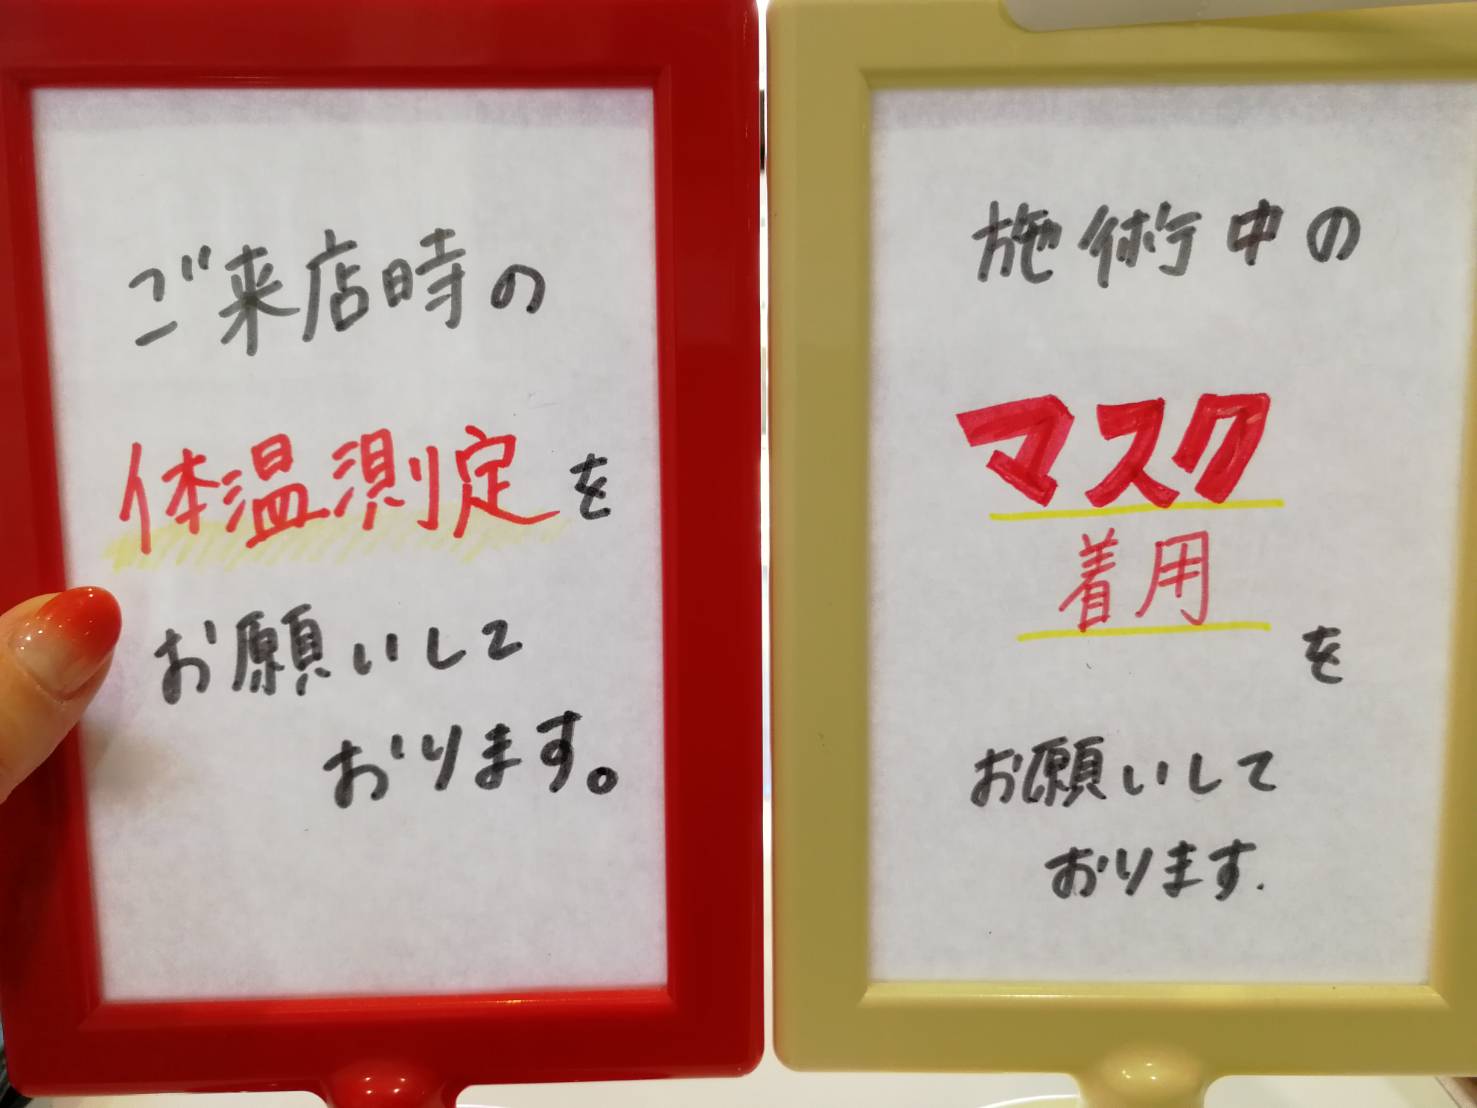 ご来店時の
体温測定を
お願いして
おります。
施術中の
マスク
着用
を
お願いして
おります.